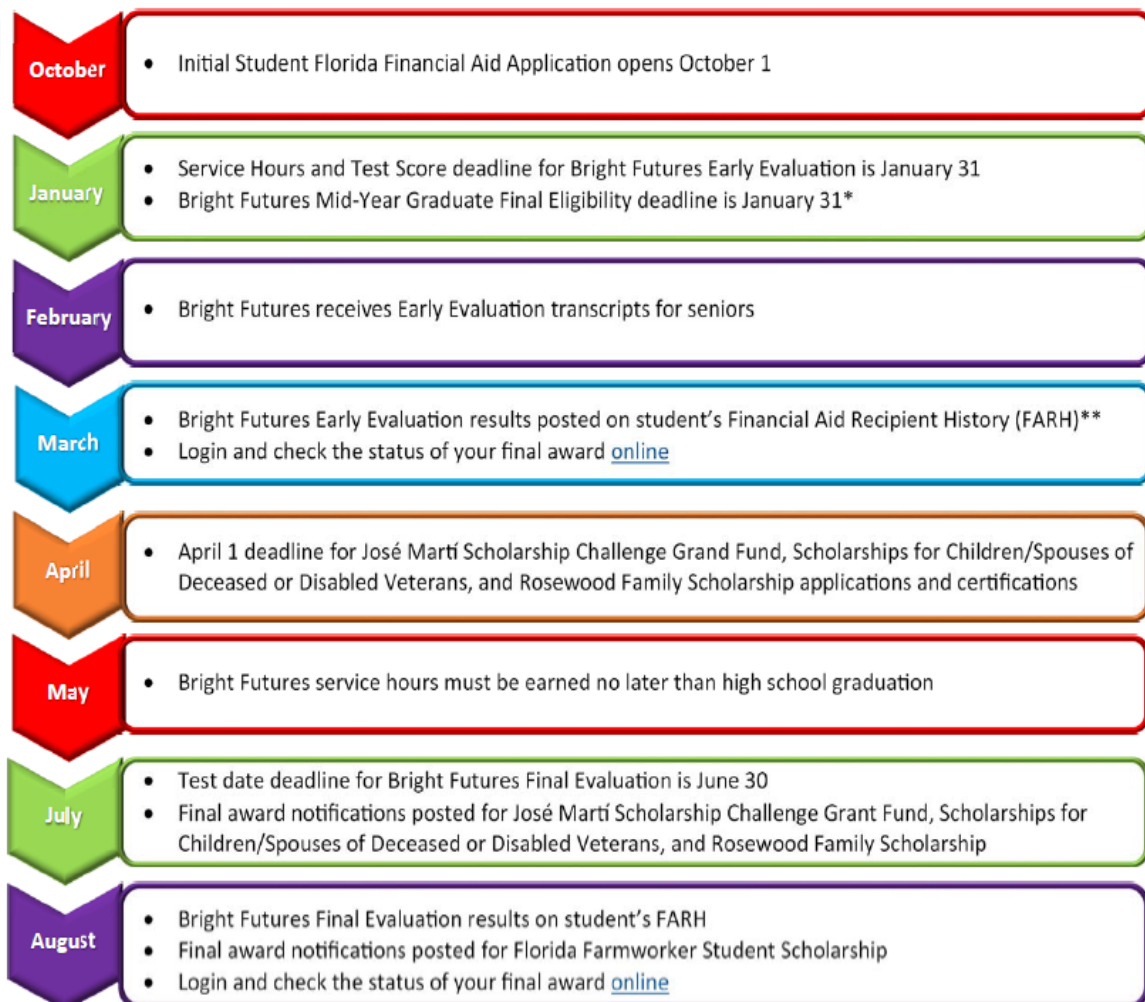 October
• Initial Student Florida Financial Aid Application opens October 1
January
• Service Hours and Test Score deadline for Bright Futures Early Evaluation is January 31
• Bright Futures Mid-Year Graduate Final Eligibility deadline is January 31*
February
• Bright Futures receives Early Evaluation transcripts for seniors
March
• Bright Futures Early Evaluation results posted on student's Financial Aid Recipient History (FARH)**
• Login and check the status of your final award online
April
• April 1 deadline for José Martí Scholarship Challenge Grand Fund, Scholarships for Children/Spouses of
Deceased or Disabled Veterans, and Rosewood Family Scholarship applications and certifications
May
• Bright Futures service hours must be earned no later than high school graduation
July
• Test date deadline for Bright Futures Final Evaluation is June 30
• Final award notifications posted for José Martí Scholarship Challenge Grant Fund, Scholarships for
Children/Spouses of Deceased or Disabled Veterans, and Rosewood Family Scholarship
August
• Bright Futures Final Evaluation results on student's FARH
• Final award notifications posted for Florida Farmworker Student Scholarship
• Login and check the status of your final award online